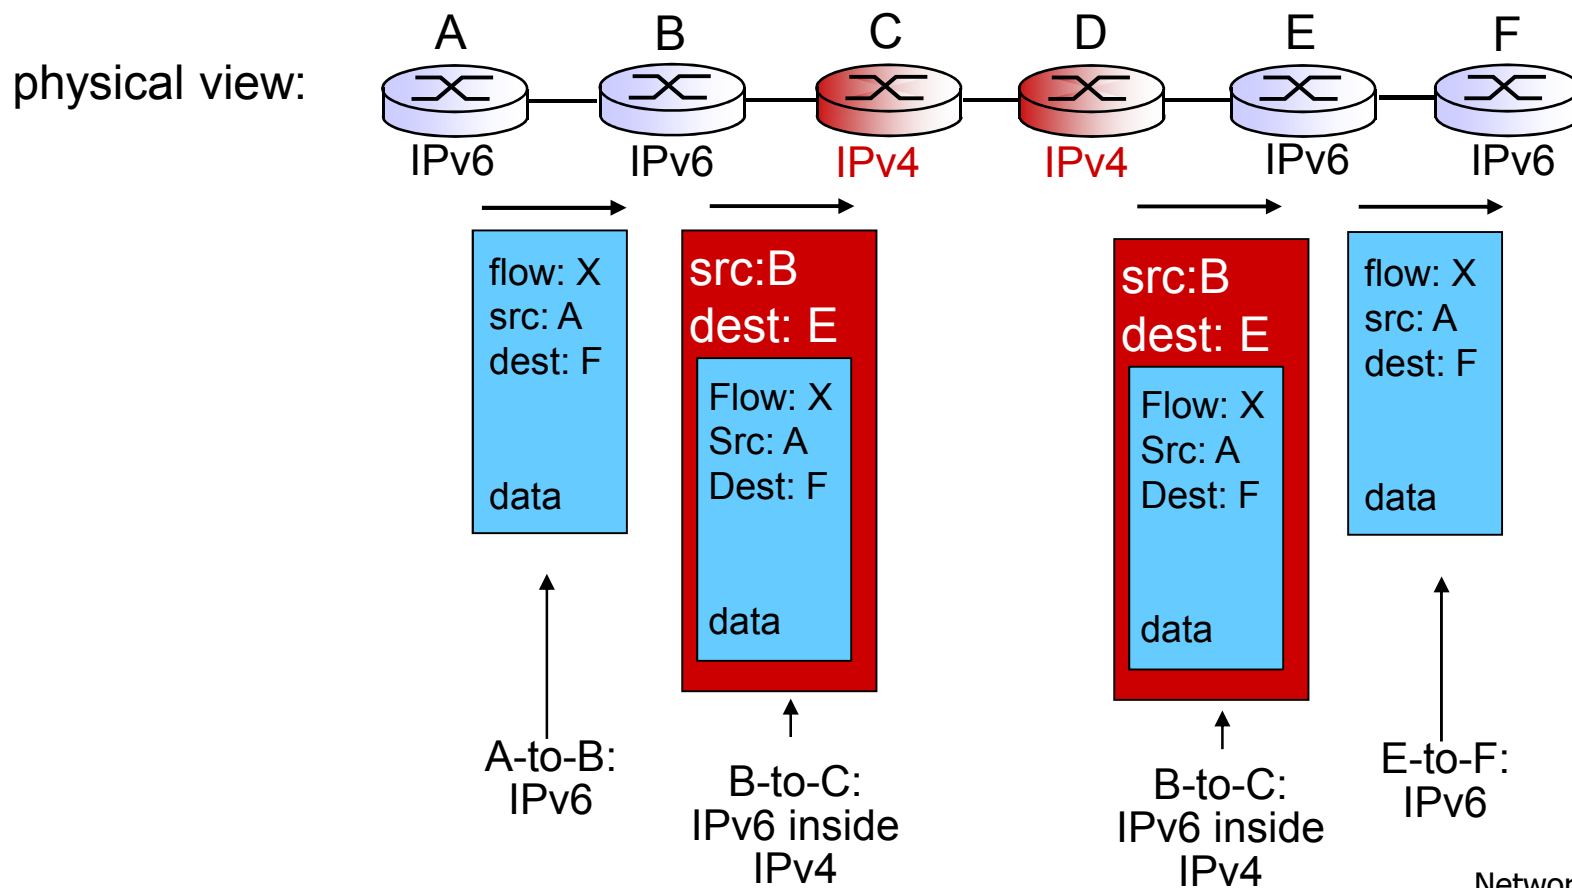 A
B
C
D
E
F
physical view:
IPv6
IPv6
IPv4
IPv4
IPv6
IPv6
flow: X
src: A
dest: F
data
src:B
dest: E
Flow: X
Src: A
Dest: F
data
src:B
dest: E
Flow: X
Src: A
Dest: F
data
flow: X
src: A
dest: F
data
A-to-B:
IPv6
B-to-C:
IPv6 inside
IPv4
B-to-C:
IPv6 inside
IPv4
E-to-F:
IPv6